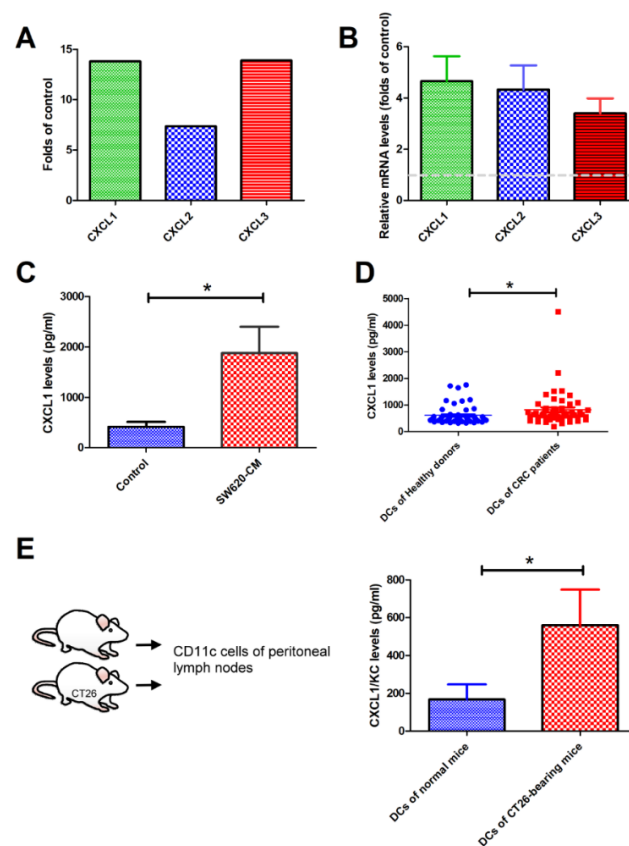 A
Folds of control
15
10
5
0
CXCL1
CXCL2
CXCL3
B
Relative mRNA levels (folds of control)
6
4
2
0
CXCL1
CXCL2
CXCL3
C
CXCL1 levels (pg/ml)
3000
2000
1000
0
*
Control
SW620-CM
D
CXCL1 levels (pg/ml)
5000
4000
3000
2000
1000
0
*
DCs of Healthy donors
DCs of CRC patients
E
CT26
CD11c cells of peritoneal
lymph nodes
CXCL1/KC levels (pg/ml)
800
600
400
200
0
*
DCs of normal mice
DCs of CT26-bearing mice